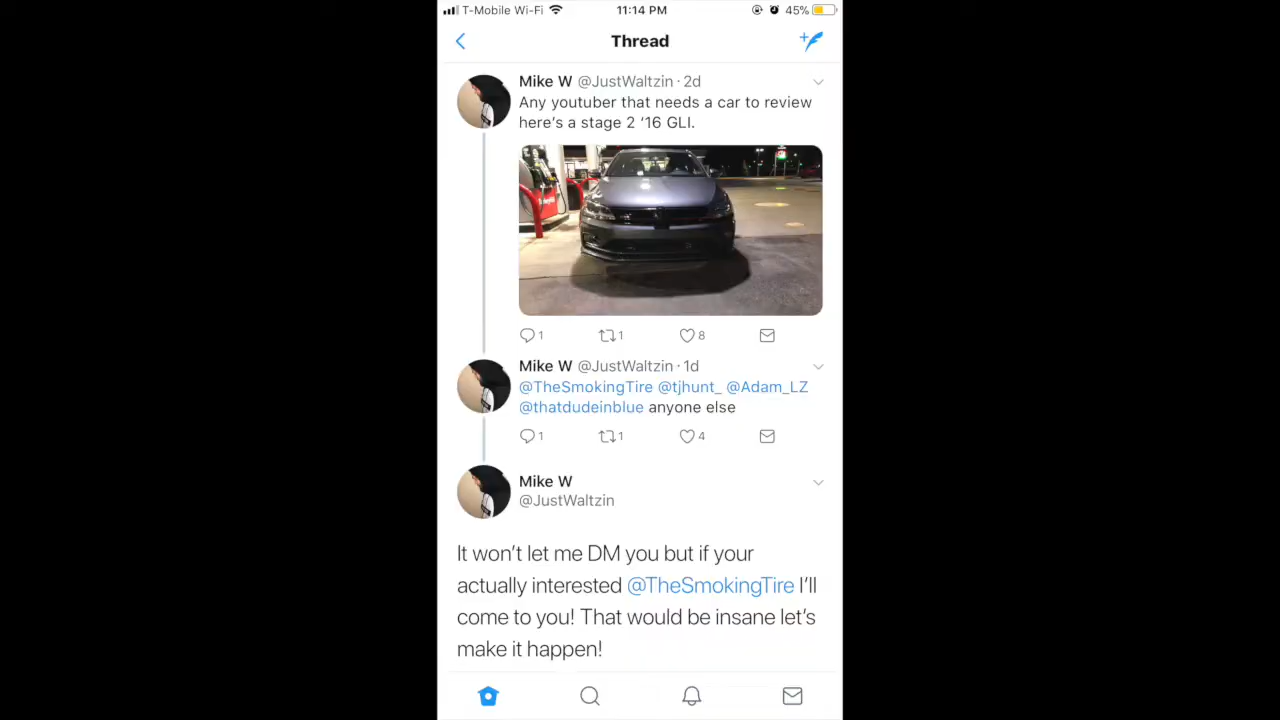 T-Mobile Wi-Fi 11:14 PM 45%
Thread
Mike W @JustWaltzin · 2d
Any youtuber that needs a car to review
here's a stage 2 '16 GLI.
1 1 8
Mike W @JustWaltzin · 1d
@TheSmokingTire @tjhunt_ @Adam_LZ
@thatdudeinblue anyone else
1 1 4
Mike W
@JustWaltzin
It won't let me DM you but if your
actually interested @TheSmokingTire I'll
come to you! That would be insane let's
make it happen!